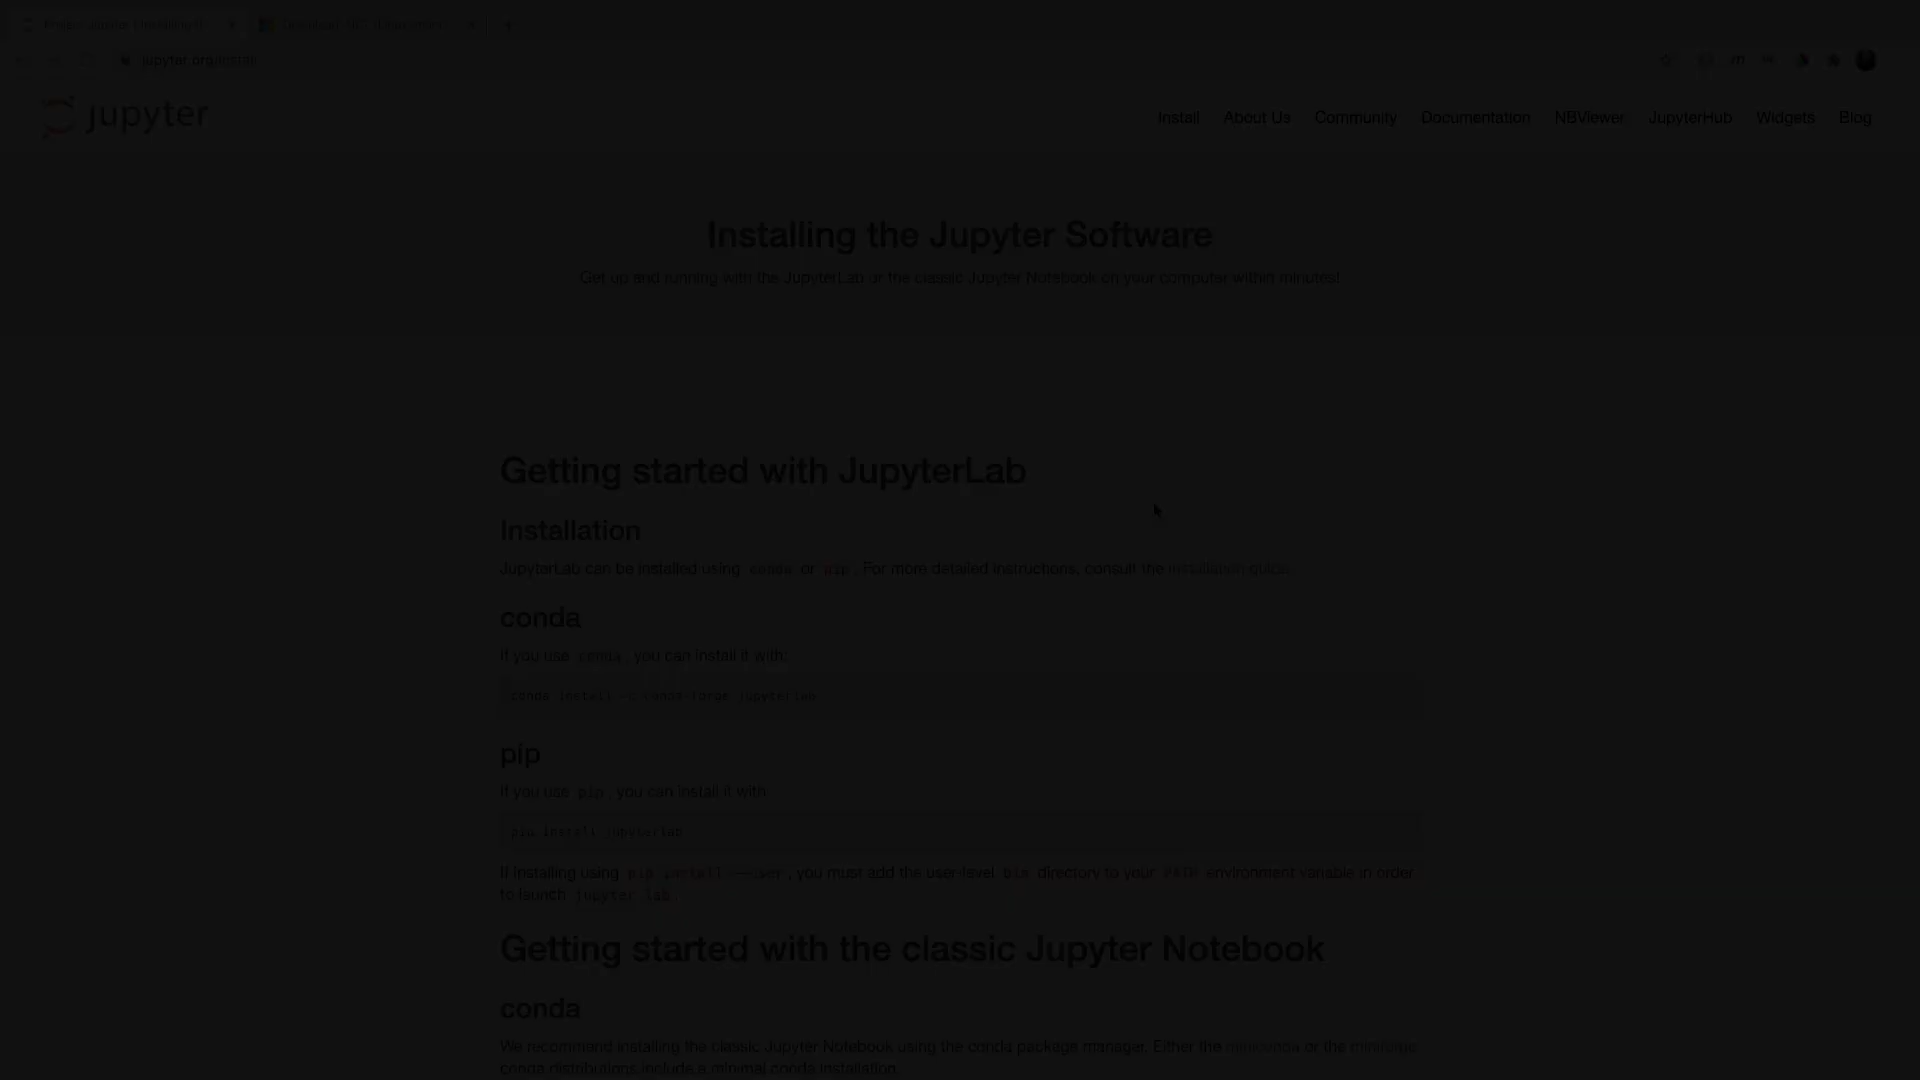 jupyter.org/install
jupyter
Install About Us Community Documentation NBViewer JupyterHub Widgets Blog
Installing the Jupyter Software
Get up and running with the JupyterLab or the classic Jupyter Notebook on your computer within minutes!
Getting started with JupyterLab
Installation
JupyterLab can be installed using conda or pip. For more detailed instructions, consult the installation guide.
conda
If you use conda, you can install it with:
conda install -c conda-forge jupyterlab
pip
If you use pip, you can install it with:
pip install jupyterlab
If installing using pip install --user, you must add the user-level bin directory to your PATH environment variable in order
to launch jupyter lab.
Getting started with the classic Jupyter Notebook
conda
We recommend installing the classic Jupyter Notebook using the conda package manager. Either the miniconda or the miniforge
conda distributions include a minimal conda installation.